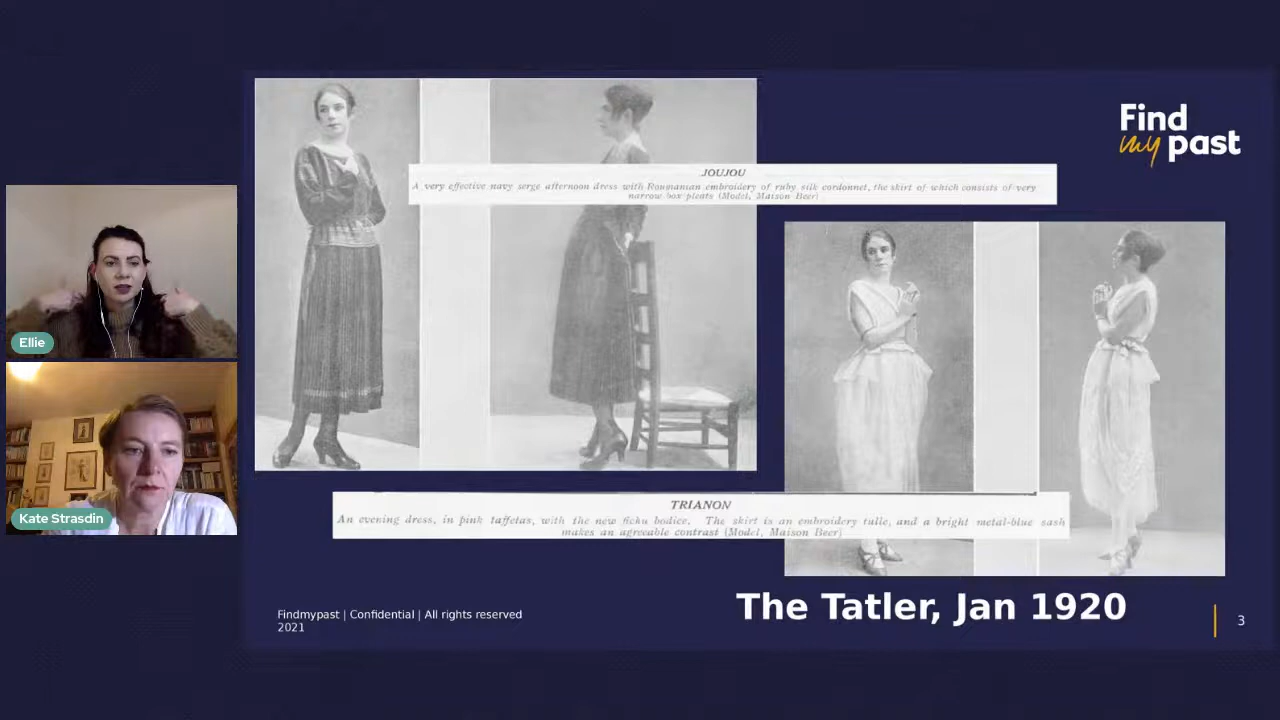 Find
my past
JOUJOU
A very effective navy serge afternoon dress with Roumanian embroidery of ruby silk cordonnet, the skirt of which consists of very
narrow box pleats (Model, Maison Beer)
Ellie
Kate Strasdin
TRIANON
An evening dress, in pink taffetas, with the new fichu bodice. The skirt is an embroidery tulle, and a bright metal-blue sash
makes an agreeable contrast (Model, Maison Beer)
The Tatler, Jan 1920
Findmypast | Confidential | All rights reserved
2021
3